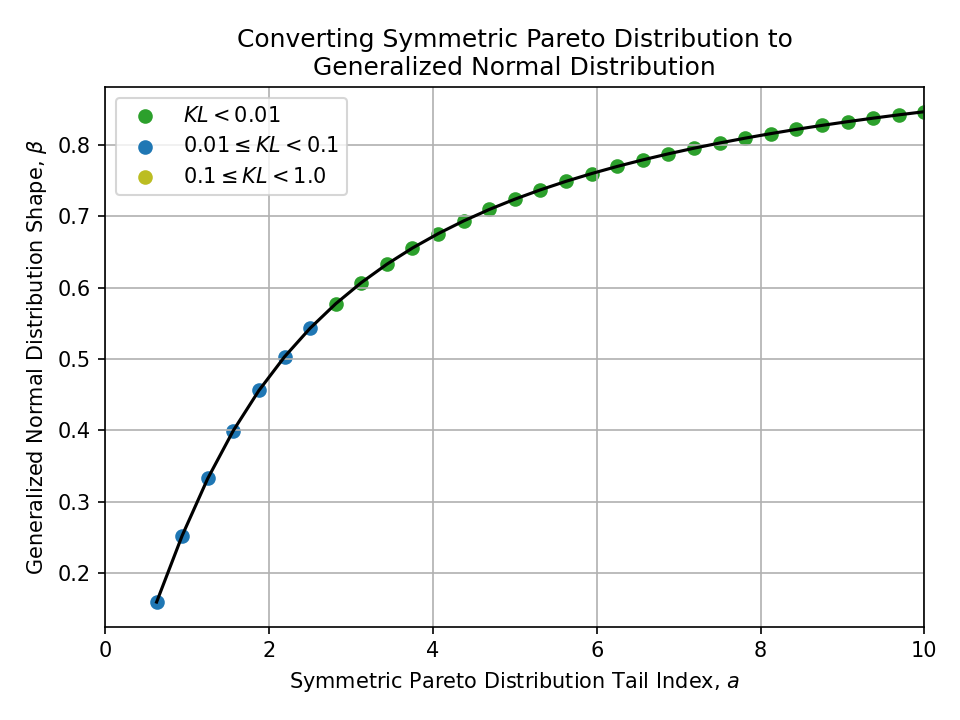 Converting Symmetric Pareto Distribution to
Generalized Normal Distribution
KL < 0.01
0.01 ≤ KL < 0.1
0.1 ≤ KL < 1.0
Generalized Normal Distribution Shape, β
0.8
0.7
0.6
0.5
0.4
0.3
0.2
0 2 4 6 8 10
Symmetric Pareto Distribution Tail Index, a